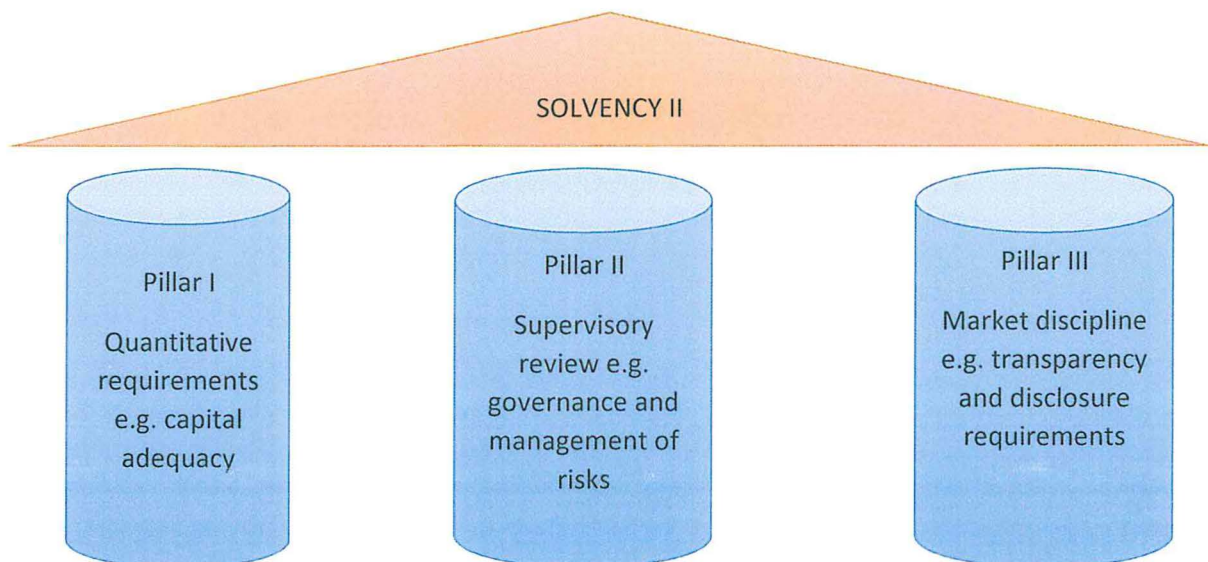 SOLVENCY II
Pillar I
Quantitative
requirements
e.g. capital
adequacy
Pillar II
Supervisory
review e.g.
governance and
management of
risks
Pillar III
Market discipline
e.g. transparency
and disclosure
requirements